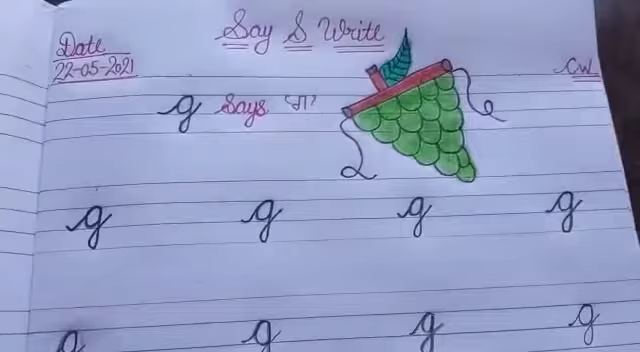 Say & Write
Date
22-05-2021
CW
g Says "ग"
g g g g
g g g g